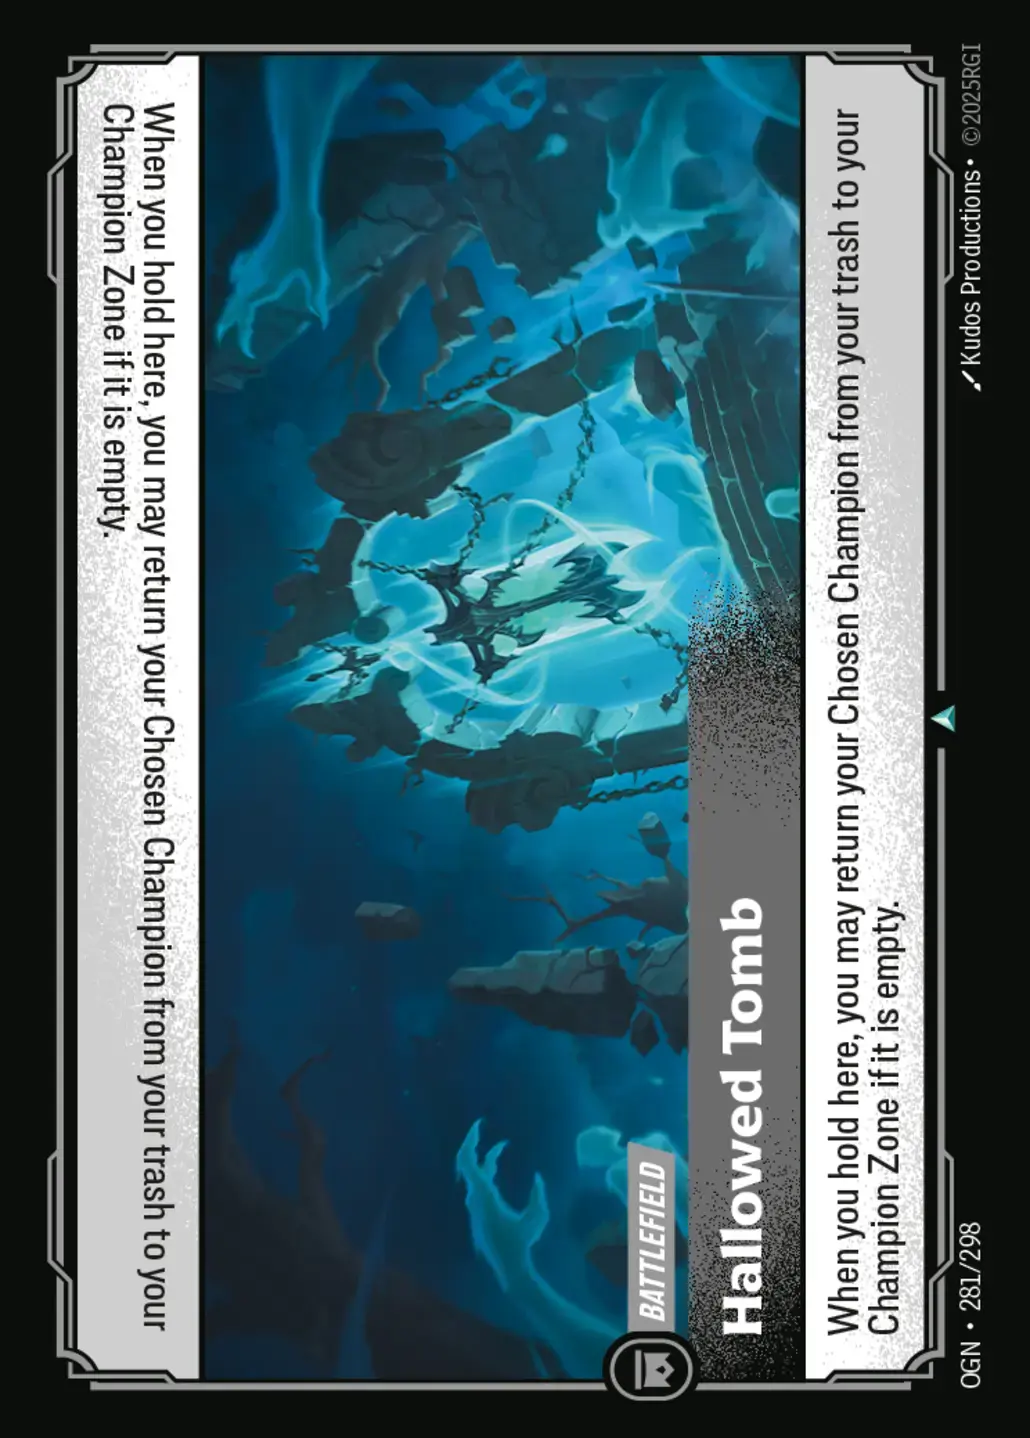 When you hold here, you may return your Chosen Champion from your trash to your
Champion Zone if it is empty.
BATTLEFIELD
Hallowed Tomb
When you hold here, you may return your Chosen Champion from your trash to your
Champion Zone if it is empty.
OGN • 281/298
Kudos Productions • ©2025RGI